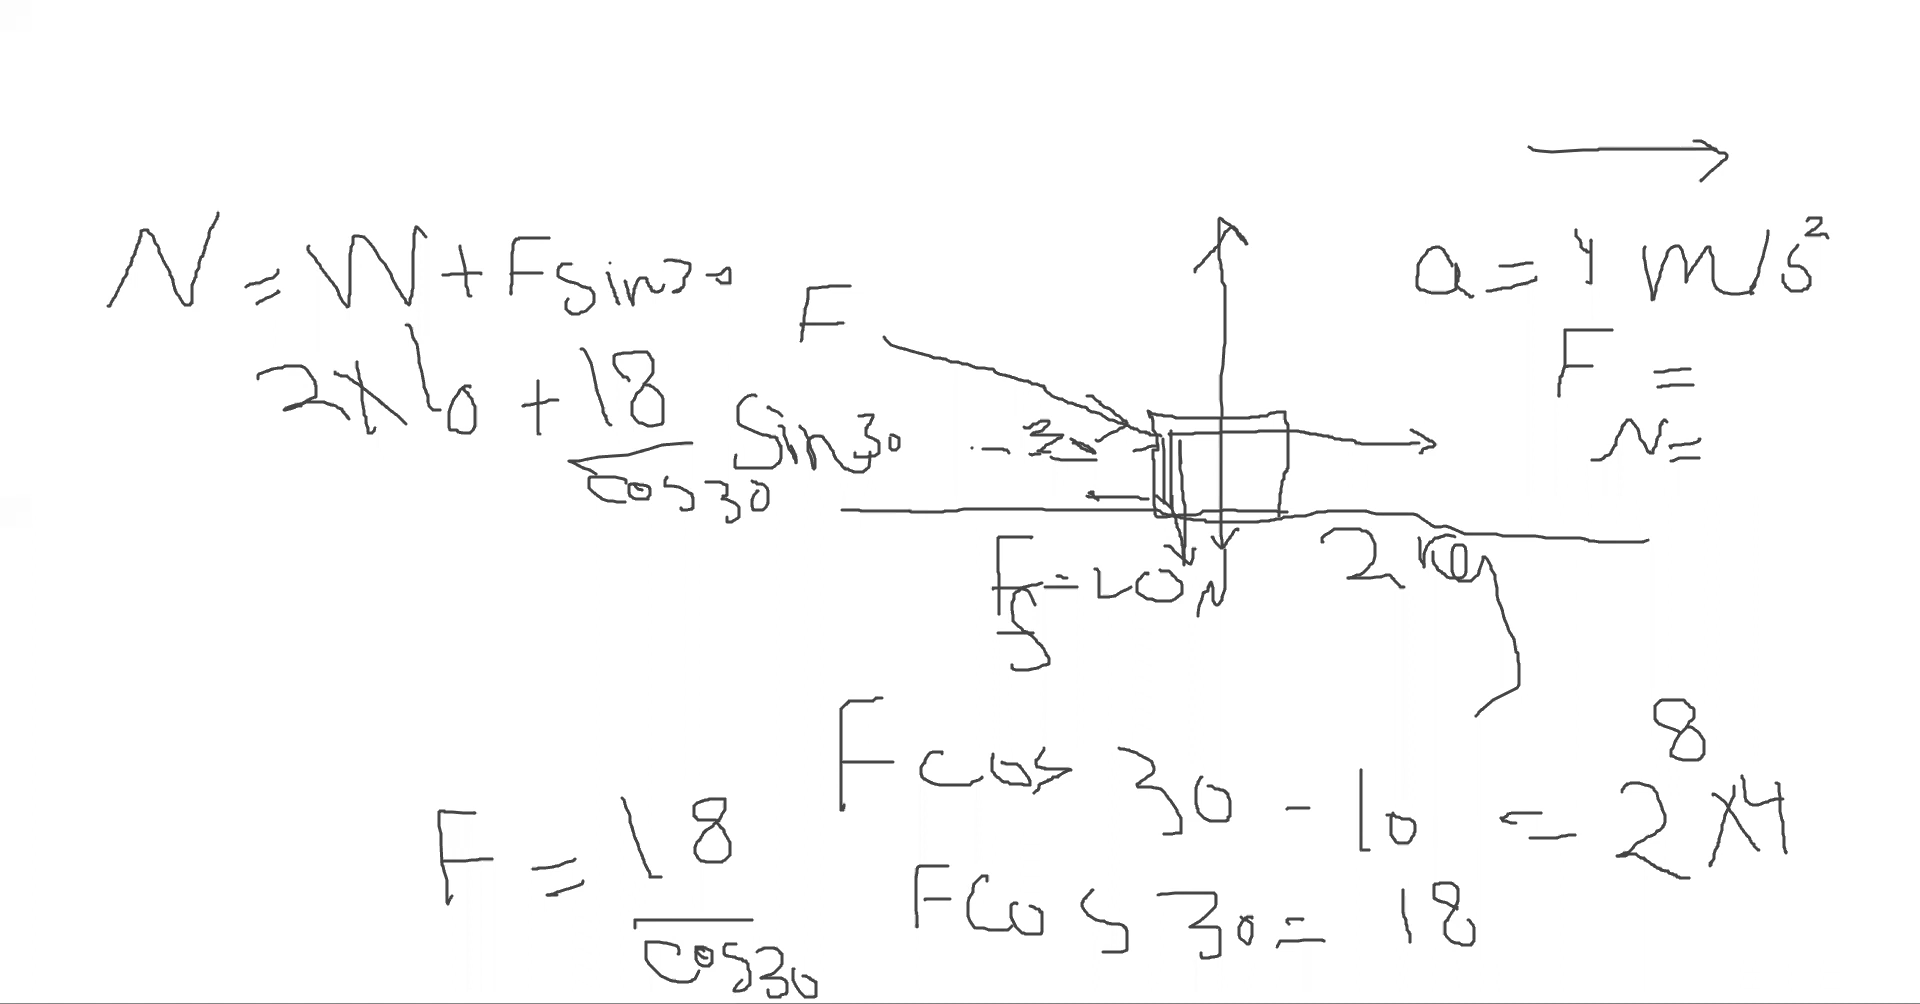 N = W + F sin30
2×10 + 18
cos30
sin30
F
30
a = 4 m/s²
F =
N =
F = 10 N
S
2 kg
F cos 30 - 10 = 2×4
8
F cos 30 = 18
F = 18
cos30